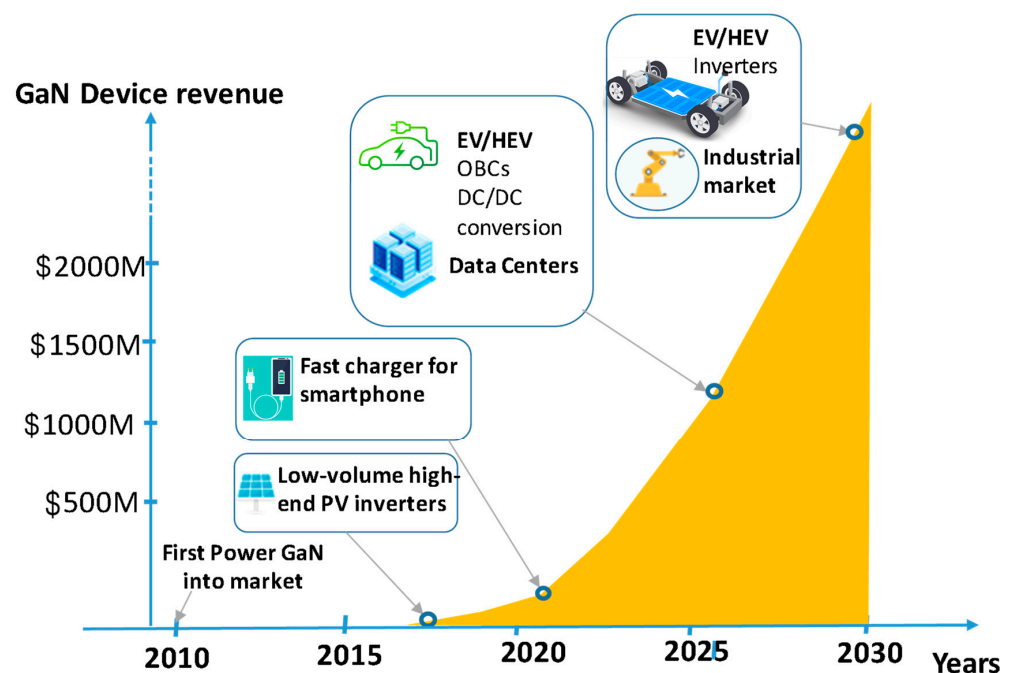 GaN Device revenue
$2000M
$1500M
$1000M
$500M
EV/HEV
Inverters
Industrial
market
EV/HEV
OBCs
DC/DC
conversion
Data Centers
Fast charger for
smartphone
Low-volume high-
end PV inverters
First Power GaN
into market
2010
2015
2020
2025
2030
Years